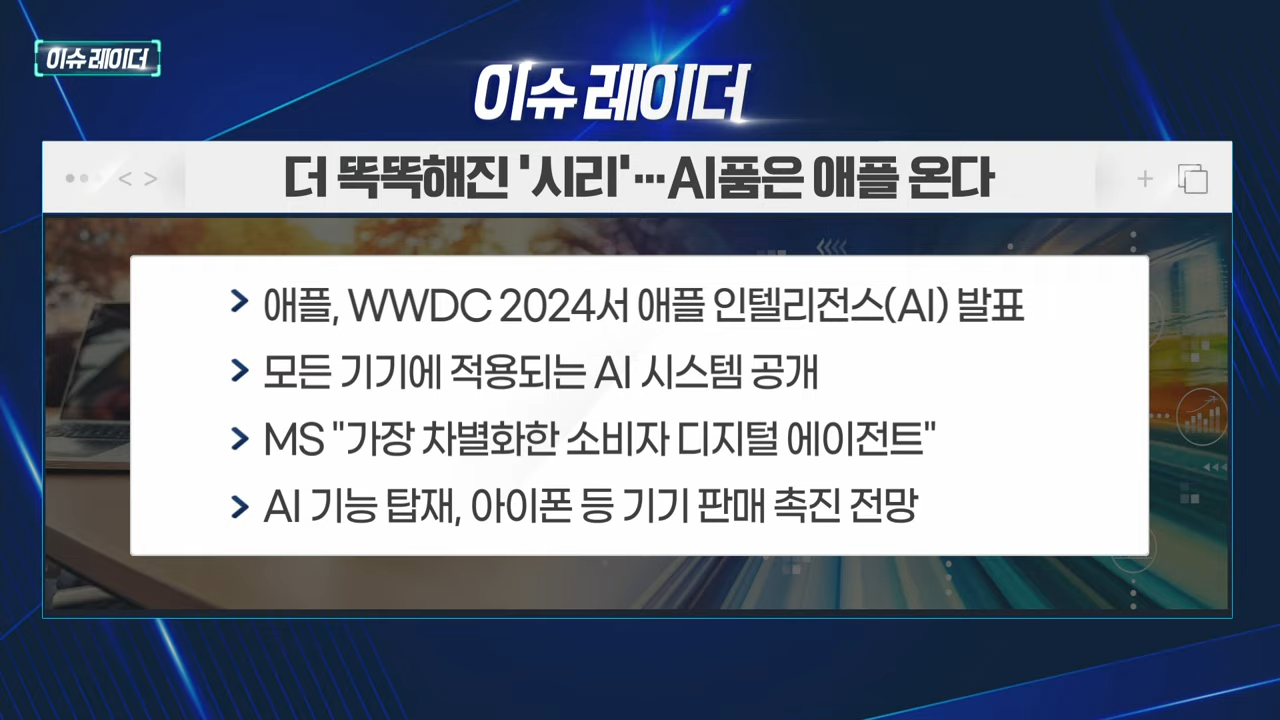 이슈 레이더
이슈 레이더
더 똑똑해진 '시리'…AI품은 애플 온다
애플, WWDC 2024서 애플 인텔리전스(AI) 발표
모든 기기에 적용되는 AI 시스템 공개
MS "가장 차별화한 소비자 디지털 에이전트"
AI 기능 탑재, 아이폰 등 기기 판매 촉진 전망